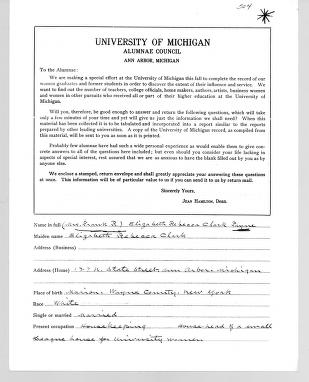 504
UNIVERSITY OF MICHIGAN
ALUMNAE COUNCIL
ANN ARBOR, MICHIGAN
To the Alumnae:
We are making a special effort at the University of Michigan this fall to complete the record of our
women graduates and former students in order to discover the extent of their influence and service. We
want to find out the number of teachers, college officials, home makers, authors, artists, business women
and women in other pursuits who received all or part of their higher education at the University of
Michigan.
Will you, therefore, be good enough to answer and return the following questions, which will take
only a few minutes of your time and yet will give us just the information we shall need? When this
material has been collected it is to be tabulated and incorporated into a report similar to the reports
prepared by other leading universities. A copy of the University of Michigan record, as compiled from
this material, will be sent to you as soon as it is printed.
Probably few alumnae have had such a wide personal experience as would enable them to give con-
crete answers to all of the questions here included; but even should you consider your life lacking in
aspects of special interest, rest assured that we are as anxious to have the blank filled out by you as by
anyone else.
We enclose a stamped, return envelope and shall greatly appreciate your answering these questions
at once. This information will be of particular value to us if you can send it to us by return mail.
Sincerely Yours,
JEAN HAMILTON, Dean.
Name in full (Mrs. Frank R.) Elizabeth Rebecca Clark Payne
Maiden name Elizabeth Rebecca Clark
Address (Business)
Address (Home) N. State Street, Ann Arbor, Michigan
Place of birth Marion, Wayne County, New York
Race White
Single or married Married
Present occupation Housekeeping House head of a small
league house for University women